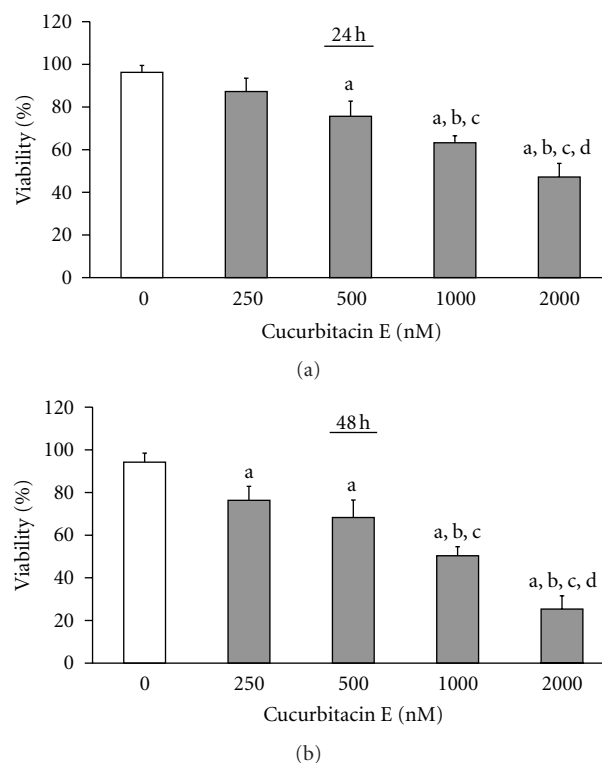 120
24 h
100
a
a, b, c
80
a, b, c, d
60
40
20
0
Viability (%)
0 250 500 1000 2000
Cucurbitacin E (nM)
(a)
120
48 h
100
a a
80
a, b, c
60
a, b, c, d
40
20
0
Viability (%)
0 250 500 1000 2000
Cucurbitacin E (nM)
(b)